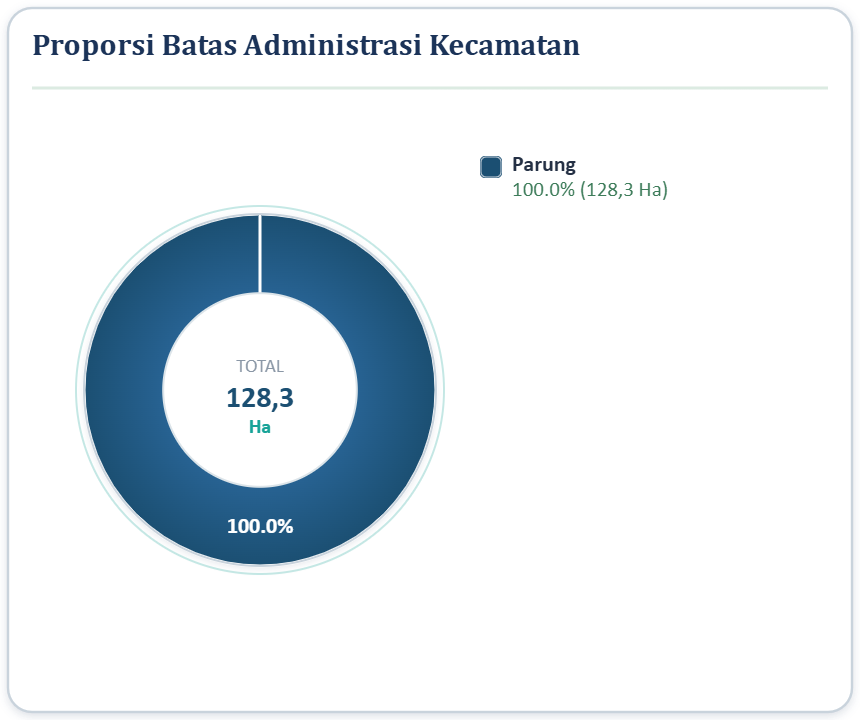 Proporsi Batas Administrasi Kecamatan
Parung
100.0% (128,3 Ha)
TOTAL
128,3
Ha
100.0%